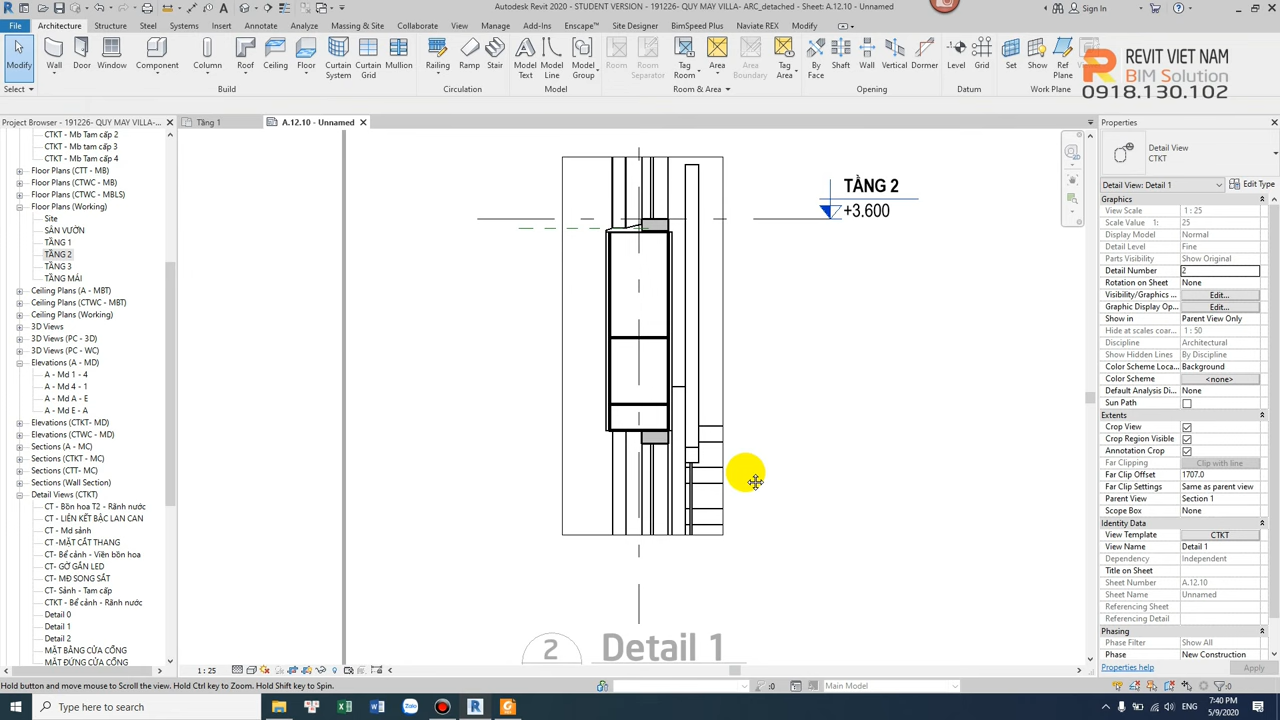 Autodesk Revit 2020 - STUDENT VERSION - 191226- QUY MAY VILLA- ARC_detached - Sheet: A.12.10 - Unnamed
Sign In
File Architecture Structure Systems Insert Annotate Analyze Massing & Site Collaborate View Manage Add-Ins Enscape™ Site Designer BimSpeed Plus Naviate REX Modify
Modify Wall Door Window Component Column Roof Ceiling Floor Curtain System Curtain Grid Mullion Railing Ramp Stair Model Text Model Line Model Group Room Room Separator Tag Room Area Area Boundary Tag Area By Face Shaft Wall Vertical Dormer Level Grid Set Show Ref Plane
Select Build Circulation Model Room & Area Opening Datum Work Plane
REVIT VIET NAM
BIM Solution
0918.130.102
Project Browser - 191226- QUY MAY VILLA-...
CTKT - Mb Tam cấp 2
CTKT - Mb Tam cấp 3
CTKT - Mb Tam cấp 4
Floor Plans (CTT - MB)
Floor Plans (CTWC - MB)
Floor Plans (CTWC - MBLS)
Floor Plans (Working)
Site
SÂN VƯỜN
TẦNG 1
TẦNG 2
TẦNG 3
TẦNG MÁI
Ceiling Plans (A - MBT)
Ceiling Plans (CTWC - MBT)
Ceiling Plans (Working)
3D Views
3D Views (PC - 3D)
3D Views (PC - WC)
Elevations (A - MD)
A - Md 1 - 4
A - Md 4 - 1
A - Md A - E
A - Md E - A
Elevations (CTKT- MD)
Elevations (CTWC - MD)
Sections (A - MC)
Sections (CTKT - MC)
Sections (CTT- MC)
Sections (Wall Section)
Detail Views (CTKT)
CT - Bồn hoa T2 - Rãnh nước
CT - LIÊN KẾT BẬC LAN CAN
CT - Md sảnh
CT -MẶT CẮT THANG
CT- Bể cảnh - Viền bồn hoa
CT- GỜ GẮN LED
CT- MĐ SONG SẮT
CT- Sảnh - Tam cấp
CTKT - Bể cảnh - Rãnh nước
Detail 0
Detail 1
Detail 2
MẶT BẰNG CỬA CỔNG
MẶT ĐỨNG CỬA CỔNG
Tầng 1
A.12.10 - Unnamed
TẦNG 2
+3.600
2 Detail 1
Properties
Detail View
CTKT
Detail View: Detail 1 Edit Type
Graphics
View Scale 1 : 25
Scale Value 1: 25
Display Model Normal
Detail Level Fine
Parts Visibility Show Original
Detail Number 2
Rotation on Sheet None
Visibility/Graphics ... Edit...
Graphic Display Op... Edit...
Show in Parent View Only
Hide at scales coar... 1 : 50
Discipline Architectural
Show Hidden Lines By Discipline
Color Scheme Loca... Background
Color Scheme <none>
Default Analysis Di... None
Sun Path
Extents
Crop View
Crop Region Visible
Annotation Crop
Far Clipping Clip with line
Far Clip Offset 1707.0
Far Clip Settings Same as parent view
Parent View Section 1
Scope Box None
Identity Data
View Template CTKT
View Name Detail 1
Dependency Independent
Title on Sheet
Sheet Number A.12.10
Sheet Name Unnamed
Referencing Sheet
Referencing Detail
Phasing
Phase Filter Show All
Phase New Construction
Properties help Apply
1 : 25
Hold button and move mouse to Scroll the view. Hold Ctrl key to Zoom. Hold Shift key to Spin.
:0 Main Model :0
Type here to search
7:40 PM
5/9/2020